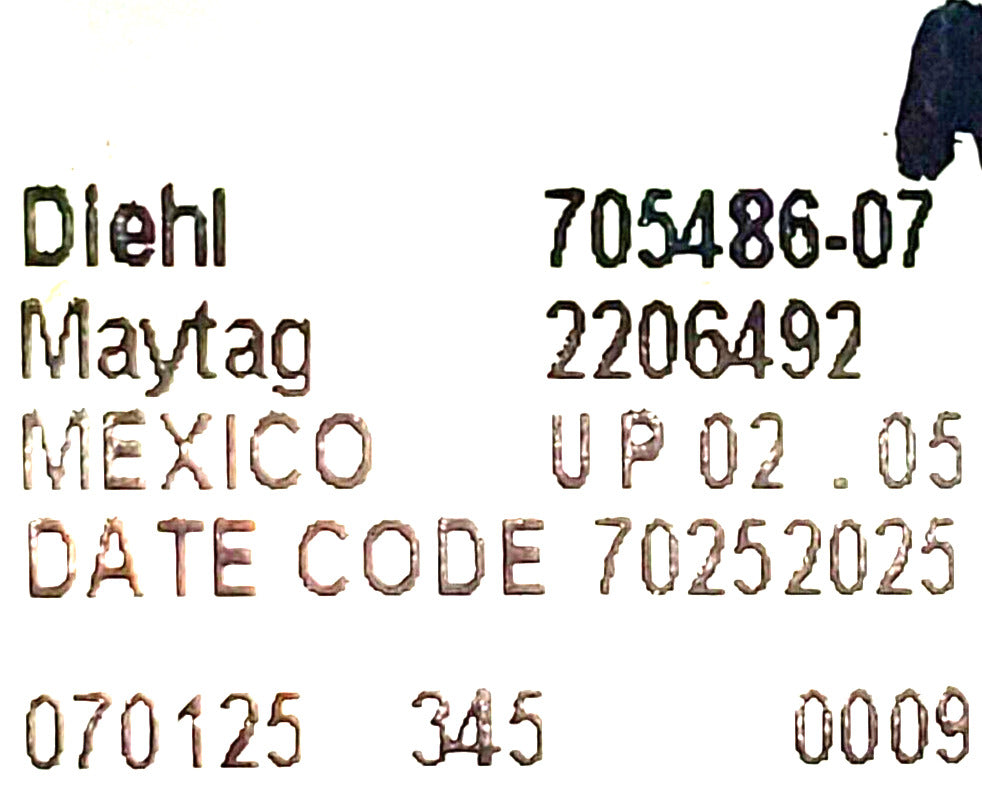 Diehl 705486-07
Maytag 2206492
MEXICO UP 02 .05
DATE CODE 70252025
070125 345 0009